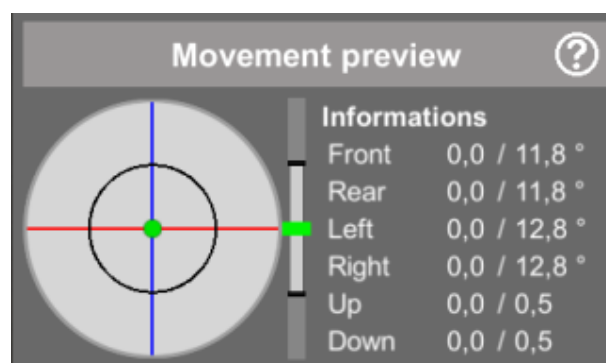 Movement preview ?
Informations
Front 0,0 / 11,8 °
Rear 0,0 / 11,8 °
Left 0,0 / 12,8 °
Right 0,0 / 12,8 °
Up 0,0 / 0,5
Down 0,0 / 0,5